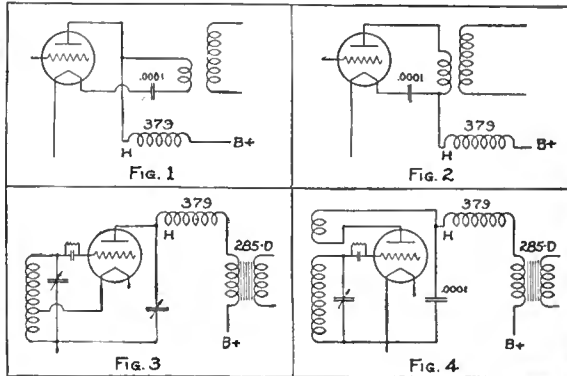 .0001
379
H
B+
FIG. 1
.0001
379
H
B+
FIG. 2
379
H
285-D
B+
FIG. 3
379
H
285-D
.0001
B+
FIG. 4